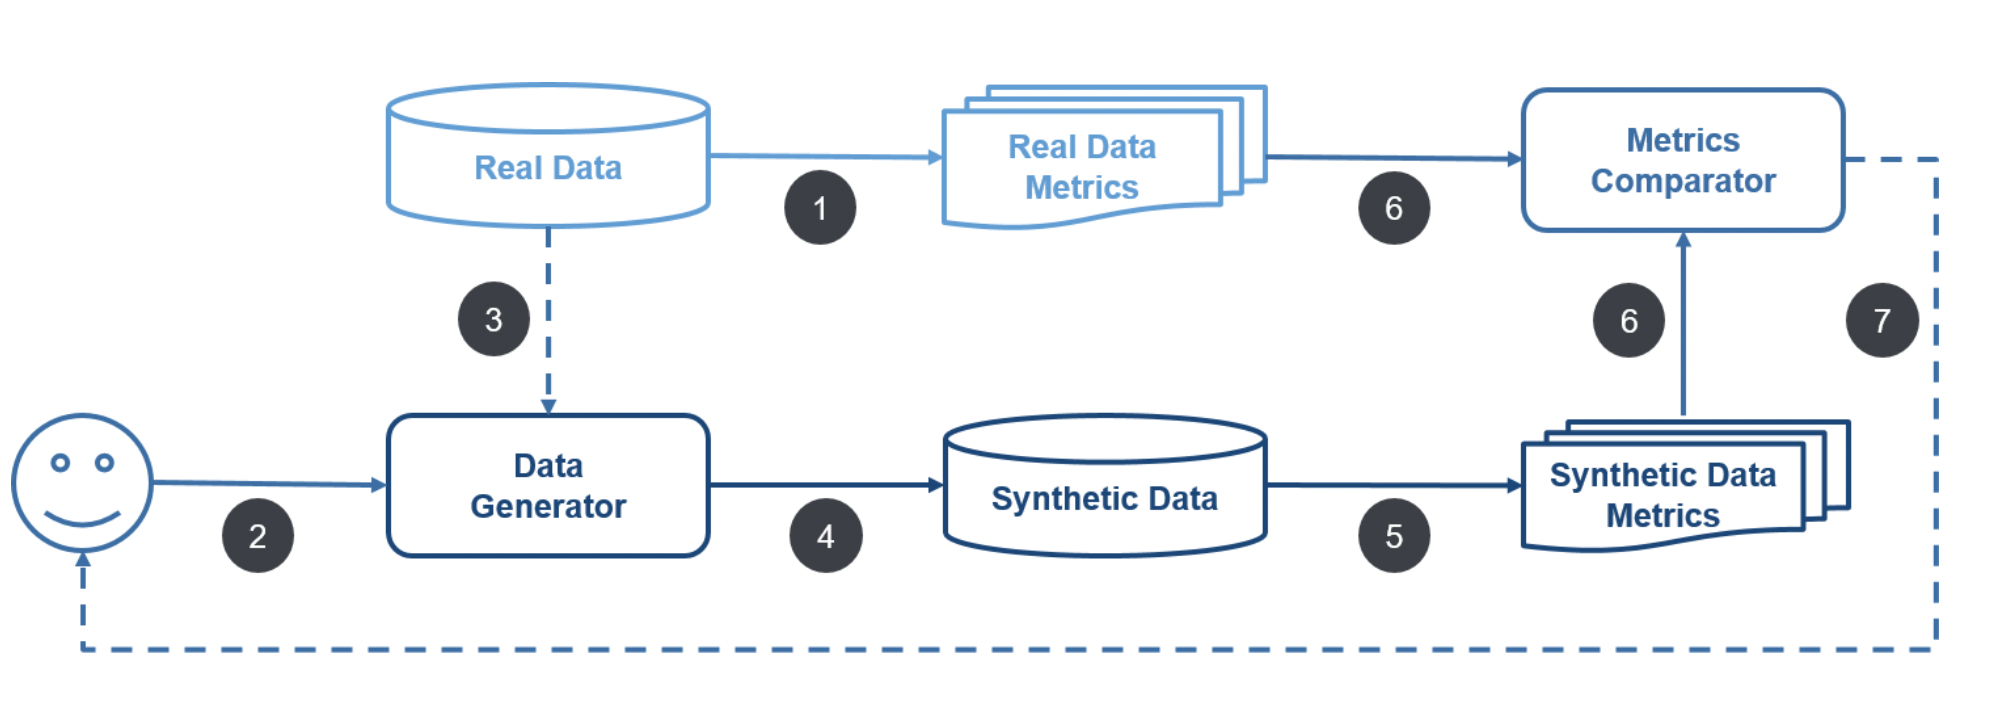 Real Data
1
Real Data
Metrics
6
Metrics
Comparator
3
6
7
2
Data
Generator
4
Synthetic Data
5
Synthetic Data
Metrics